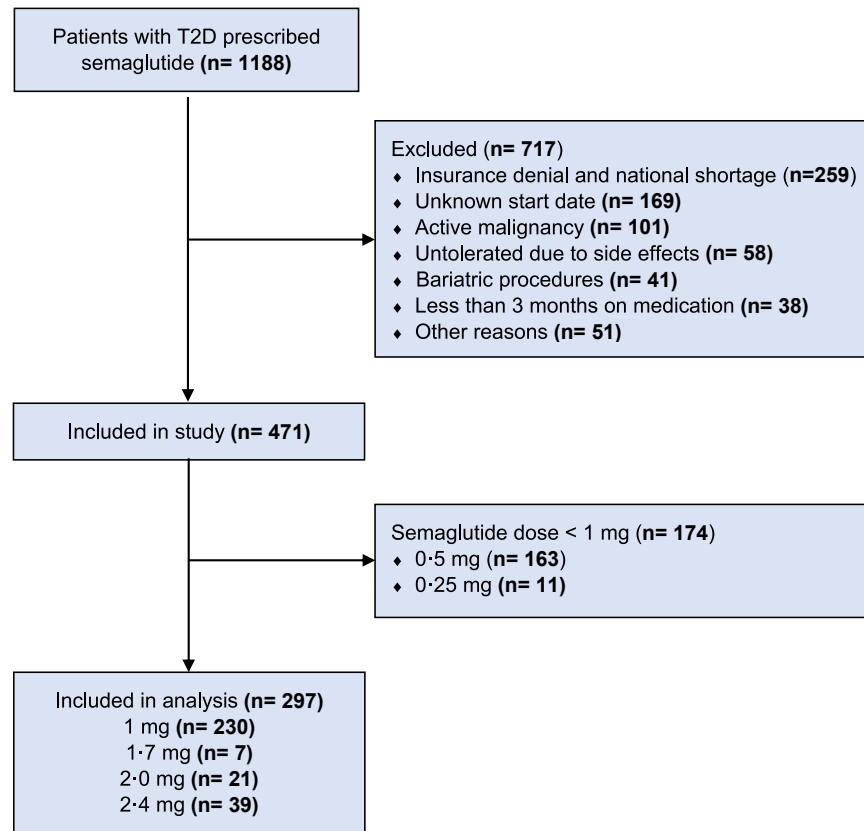 Patients with T2D prescribed
semaglutide (n= 1188)
Excluded (n= 717)
⬧ Insurance denial and national shortage (n=259)
⬧ Unknown start date (n= 169)
⬧ Active malignancy (n= 101)
⬧ Untolerated due to side effects (n= 58)
⬧ Bariatric procedures (n= 41)
⬧ Less than 3 months on medication (n= 38)
⬧ Other reasons (n= 51)
Included in study (n= 471)
Semaglutide dose < 1 mg (n= 174)
⬧ 0·5 mg (n= 163)
⬧ 0·25 mg (n= 11)
Included in analysis (n= 297)
1 mg (n= 230)
1·7 mg (n= 7)
2·0 mg (n= 21)
2·4 mg (n= 39)